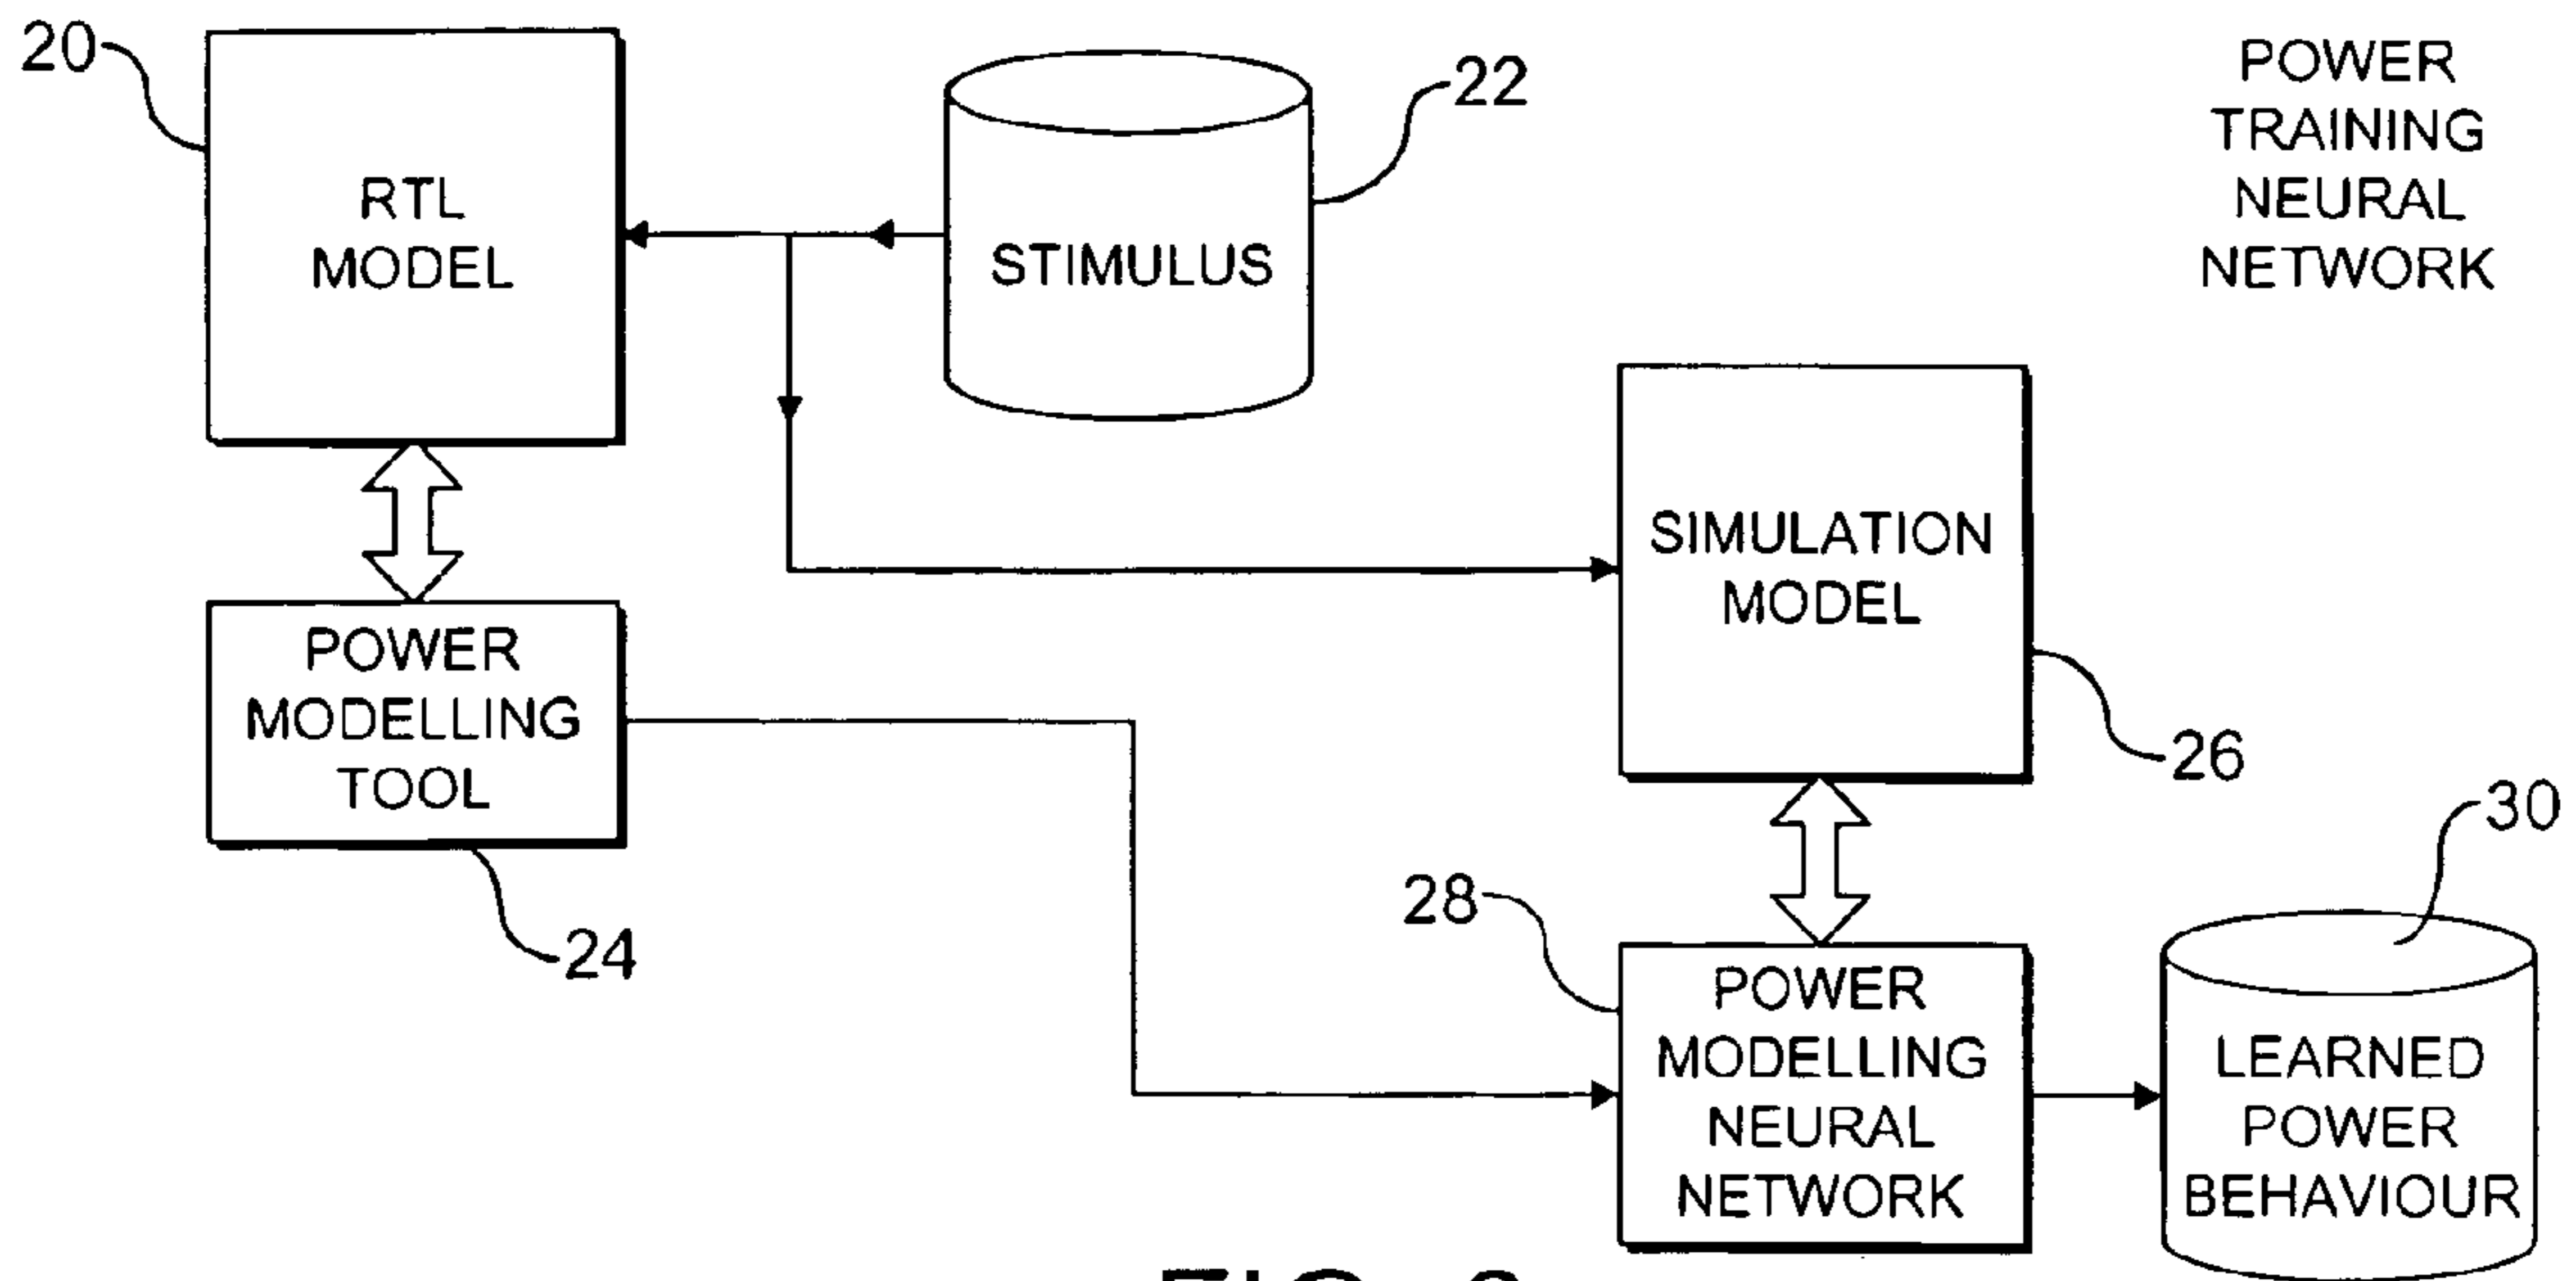 20
RTL
MODEL
STIMULUS
22
POWER
TRAINING
NEURAL
NETWORK
SIMULATION
MODEL
26
POWER
MODELLING
TOOL
24
28
POWER
MODELLING
NEURAL
NETWORK
30
LEARNED
POWER
BEHAVIOUR